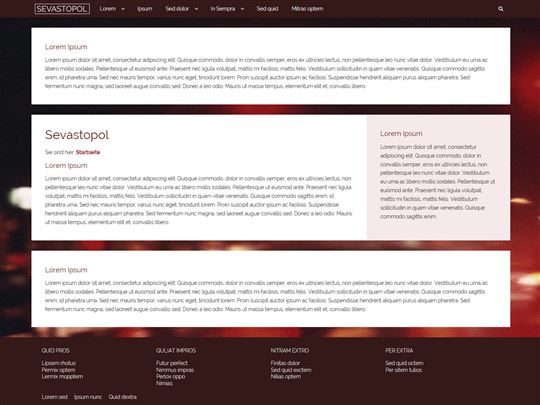 SEVASTOPOL Lorem Ipsum Sed dolor In Sempra Sed quid Mitras optem
Lorem Ipsum
Lorem ipsum dolor sit amet, consectetur adipiscing elit. Quisque commodo, dolor in convallis semper, eros ex ultricies lectus, non pellentesque leo nunc vitae dolor. Vestibulum eu urna ac
libero mollis sodales. Pellentesque ut euismod ante. Praesent gravida, ante et pharetra iaculis, magna ligula volutpat, mattis mi facilisis, mattis felis. Vestibulum sollicitudin in quam vitae venenatis. Quisque commodo sagittis
enim, id pharetra urna. Sed nec mauris tempor, varius nunc eget, tincidunt lorem. Proin suscipit auctor ipsum ac convallis. Suspendisse hendrerit aliquam purus aliquam pharetra. Sed
fermentum nunc magna, sed laoreet augue convallis sed. Donec a leo odio. Mauris ut massa tempus, elementum elit et, condimentum elit, libero.
Sevastopol
Sie sind hier: Startseite
Lorem Ipsum
Lorem ipsum dolor sit amet, consectetur adipiscing elit. Quisque commodo, dolor in convallis semper, eros ex ultricies lectus, non
pellentesque leo nunc vitae dolor. Vestibulum eu urna ac libero mollis sodales. Pellentesque ut euismod ante. Praesent
mattis mi facilisis, mattis felis. Vestibulum sollicitudin in quam vitae venenatis. Quisque commodo sagittis enim, id
pharetra urna. Sed nec mauris tempor, varius nunc eget, tincidunt lorem. Proin suscipit auctor ipsum ac convallis. Suspendisse
hendrerit aliquam purus aliquam pharetra. Sed fermentum nunc magna, sed laoreet augue convallis sed. Donec a leo odio. Mauris
ut massa tempus, elementum elit et, condimentum elit, libero.
Lorem Ipsum
Lorem ipsum dolor sit amet, consectetur
adipiscing elit. Quisque commodo, dolor in
convallis semper, eros ex ultricies lectus,
non pellentesque leo nunc vitae dolor.
Vestibulum eu urna ac libero mollis sodales.
Pellentesque ut euismod ante. Praesent
mattis mi facilisis, mattis felis. Vestibulum
sollicitudin in quam vitae venenatis. Quisque
commodo sagittis enim.
Lorem Ipsum
Lorem ipsum dolor sit amet, consectetur adipiscing elit. Quisque commodo, dolor in convallis semper, eros ex ultricies lectus, non pellentesque leo nunc vitae dolor. Vestibulum eu urna ac
libero mollis sodales. Pellentesque ut euismod ante. Praesent mattis mi facilisis, mattis felis. Vestibulum sollicitudin in quam vitae venenatis. Quisque commodo sagittis
enim, id pharetra urna. Sed nec mauris tempor, varius nunc eget, tincidunt lorem. Proin suscipit auctor ipsum ac convallis. Suspendisse hendrerit aliquam purus aliquam pharetra. Sed
fermentum nunc magna, sed laoreet augue convallis sed. Donec a leo odio. Mauris ut massa tempus, elementum elit et, condimentum elit, libero.
QUID PROS
Lipsem rhotus
Permix optem
Lermix mopptem
QULIAT IMPROS
Futur perfect
Nimmus impras
Perlox oppo
Nimias
NITRAM EXTRO
Finitas dolor
Sed quid exctem
Nilias optem
PER EXTRA
Sed quid octem
Per sitem tulios
Lorem sed Ipsum nunc Quid dextra